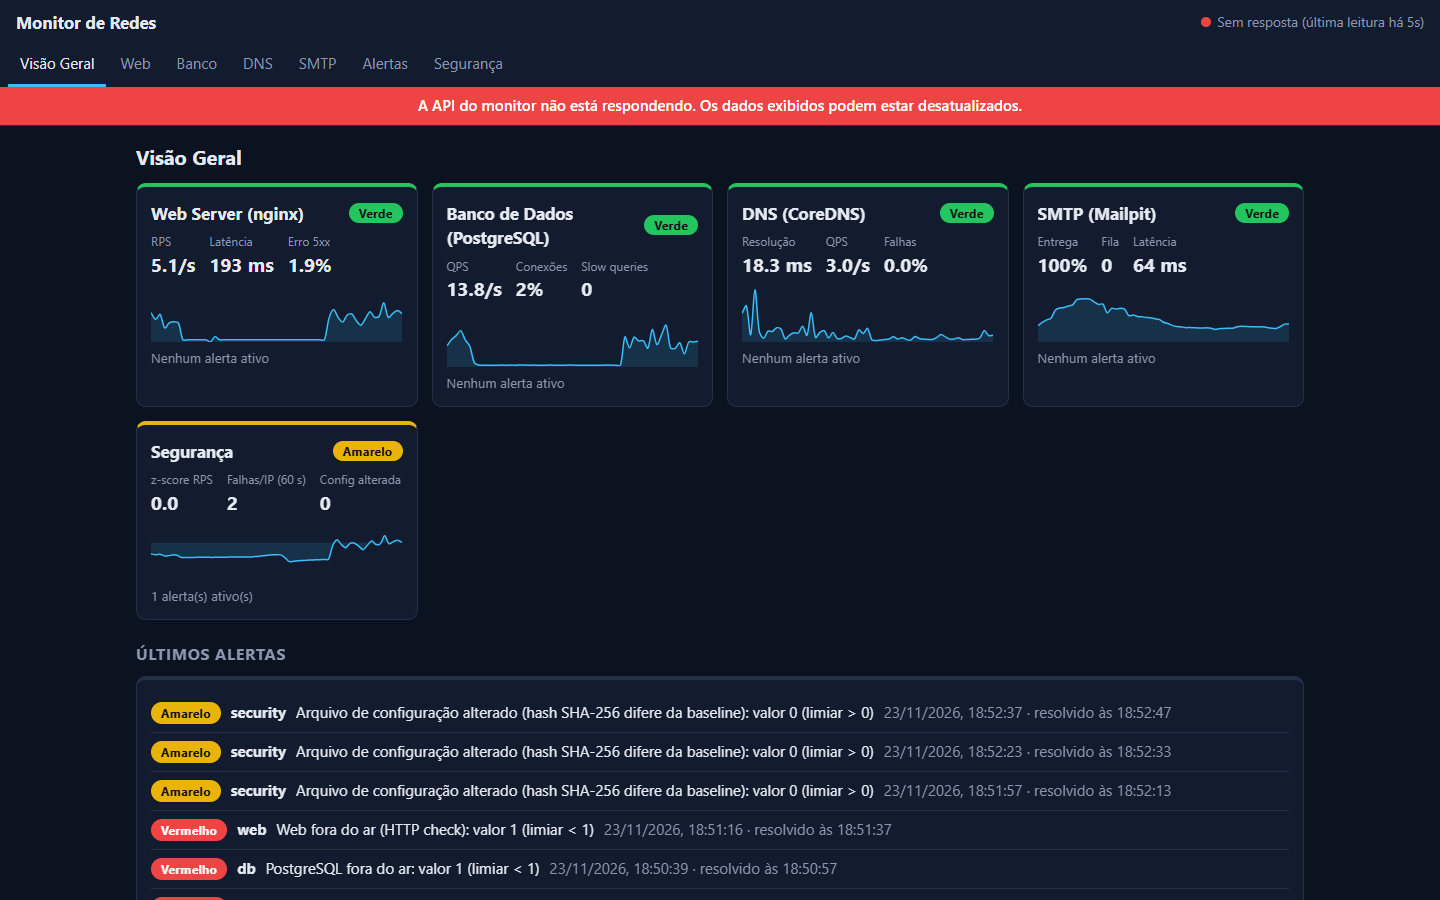 Monitor de Redes
Sem resposta (última leitura há 5s)
Visão Geral Web Banco DNS SMTP Alertas Segurança
A API do monitor não está respondendo. Os dados exibidos podem estar desatualizados.
Visão Geral
Web Server (nginx) Verde
RPS Latência Erro 5xx
5.1/s 193 ms 1.9%
Nenhum alerta ativo
Banco de Dados
(PostgreSQL) Verde
QPS Conexões Slow queries
13.8/s 2% 0
Nenhum alerta ativo
DNS (CoreDNS) Verde
Resolução QPS Falhas
18.3 ms 3.0/s 0.0%
Nenhum alerta ativo
SMTP (Mailpit) Verde
Entrega Fila Latência
100% 0 64 ms
Nenhum alerta ativo
Segurança Amarelo
z-score RPS Falhas/IP (60 s) Config alterada
0.0 2 0
1 alerta(s) ativo(s)
ÚLTIMOS ALERTAS
Amarelo security Arquivo de configuração alterado (hash SHA-256 difere da baseline): valor 0 (limiar > 0) 23/11/2026, 18:52:37 · resolvido às 18:52:47
Amarelo security Arquivo de configuração alterado (hash SHA-256 difere da baseline): valor 0 (limiar > 0) 23/11/2026, 18:52:23 · resolvido às 18:52:33
Amarelo security Arquivo de configuração alterado (hash SHA-256 difere da baseline): valor 0 (limiar > 0) 23/11/2026, 18:51:57 · resolvido às 18:52:13
Vermelho web Web fora do ar (HTTP check): valor 1 (limiar < 1) 23/11/2026, 18:51:16 · resolvido às 18:51:37
Vermelho db PostgreSQL fora do ar: valor 1 (limiar < 1) 23/11/2026, 18:50:39 · resolvido às 18:50:57